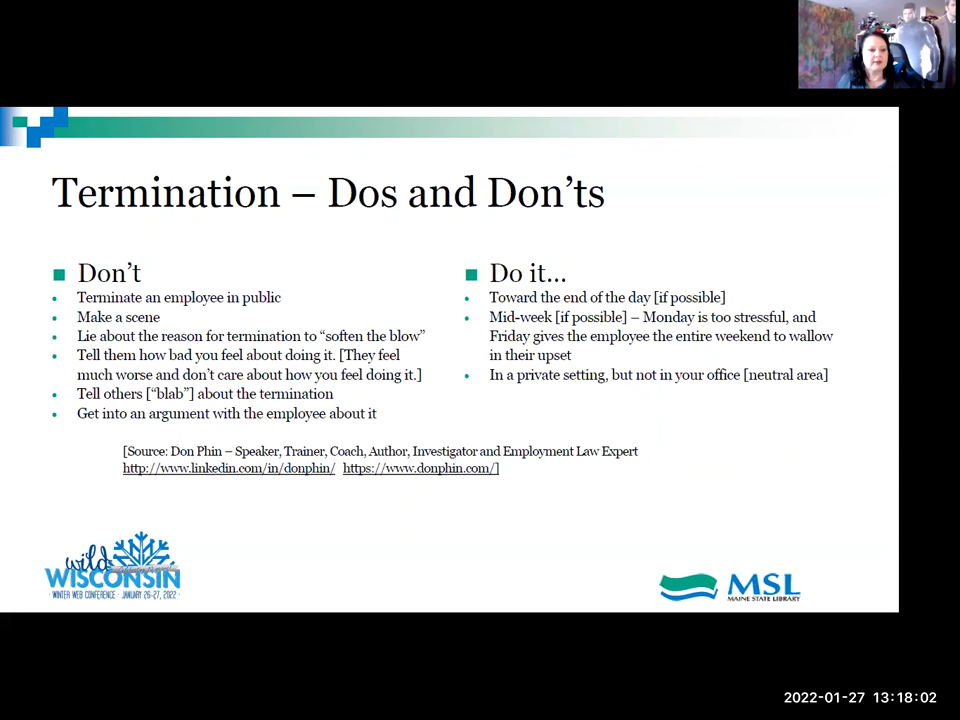 Termination – Dos and Don'ts
Don't
Terminate an employee in public
Make a scene
Lie about the reason for termination to "soften the blow"
Tell them how bad you feel about doing it. [They feel
much worse and don't care about how you feel doing it.]
Tell others ["blab"] about the termination
Get into an argument with the employee about it
Do it...
Toward the end of the day [if possible]
Mid-week [if possible] – Monday is too stressful, and
Friday gives the employee the entire weekend to wallow
in their upset
In a private setting, but not in your office [neutral area]
[Source: Don Phin – Speaker, Trainer, Coach, Author, Investigator and Employment Law Expert
http://www.linkedin.com/in/donphin/ https://www.donphin.com/]
wild
WISCONSIN
· WINTER WEB CONFERENCE · JANUARY 26-27, 2022 ·
MSL
MAINE STATE LIBRARY
2022-01-27 13:18:02